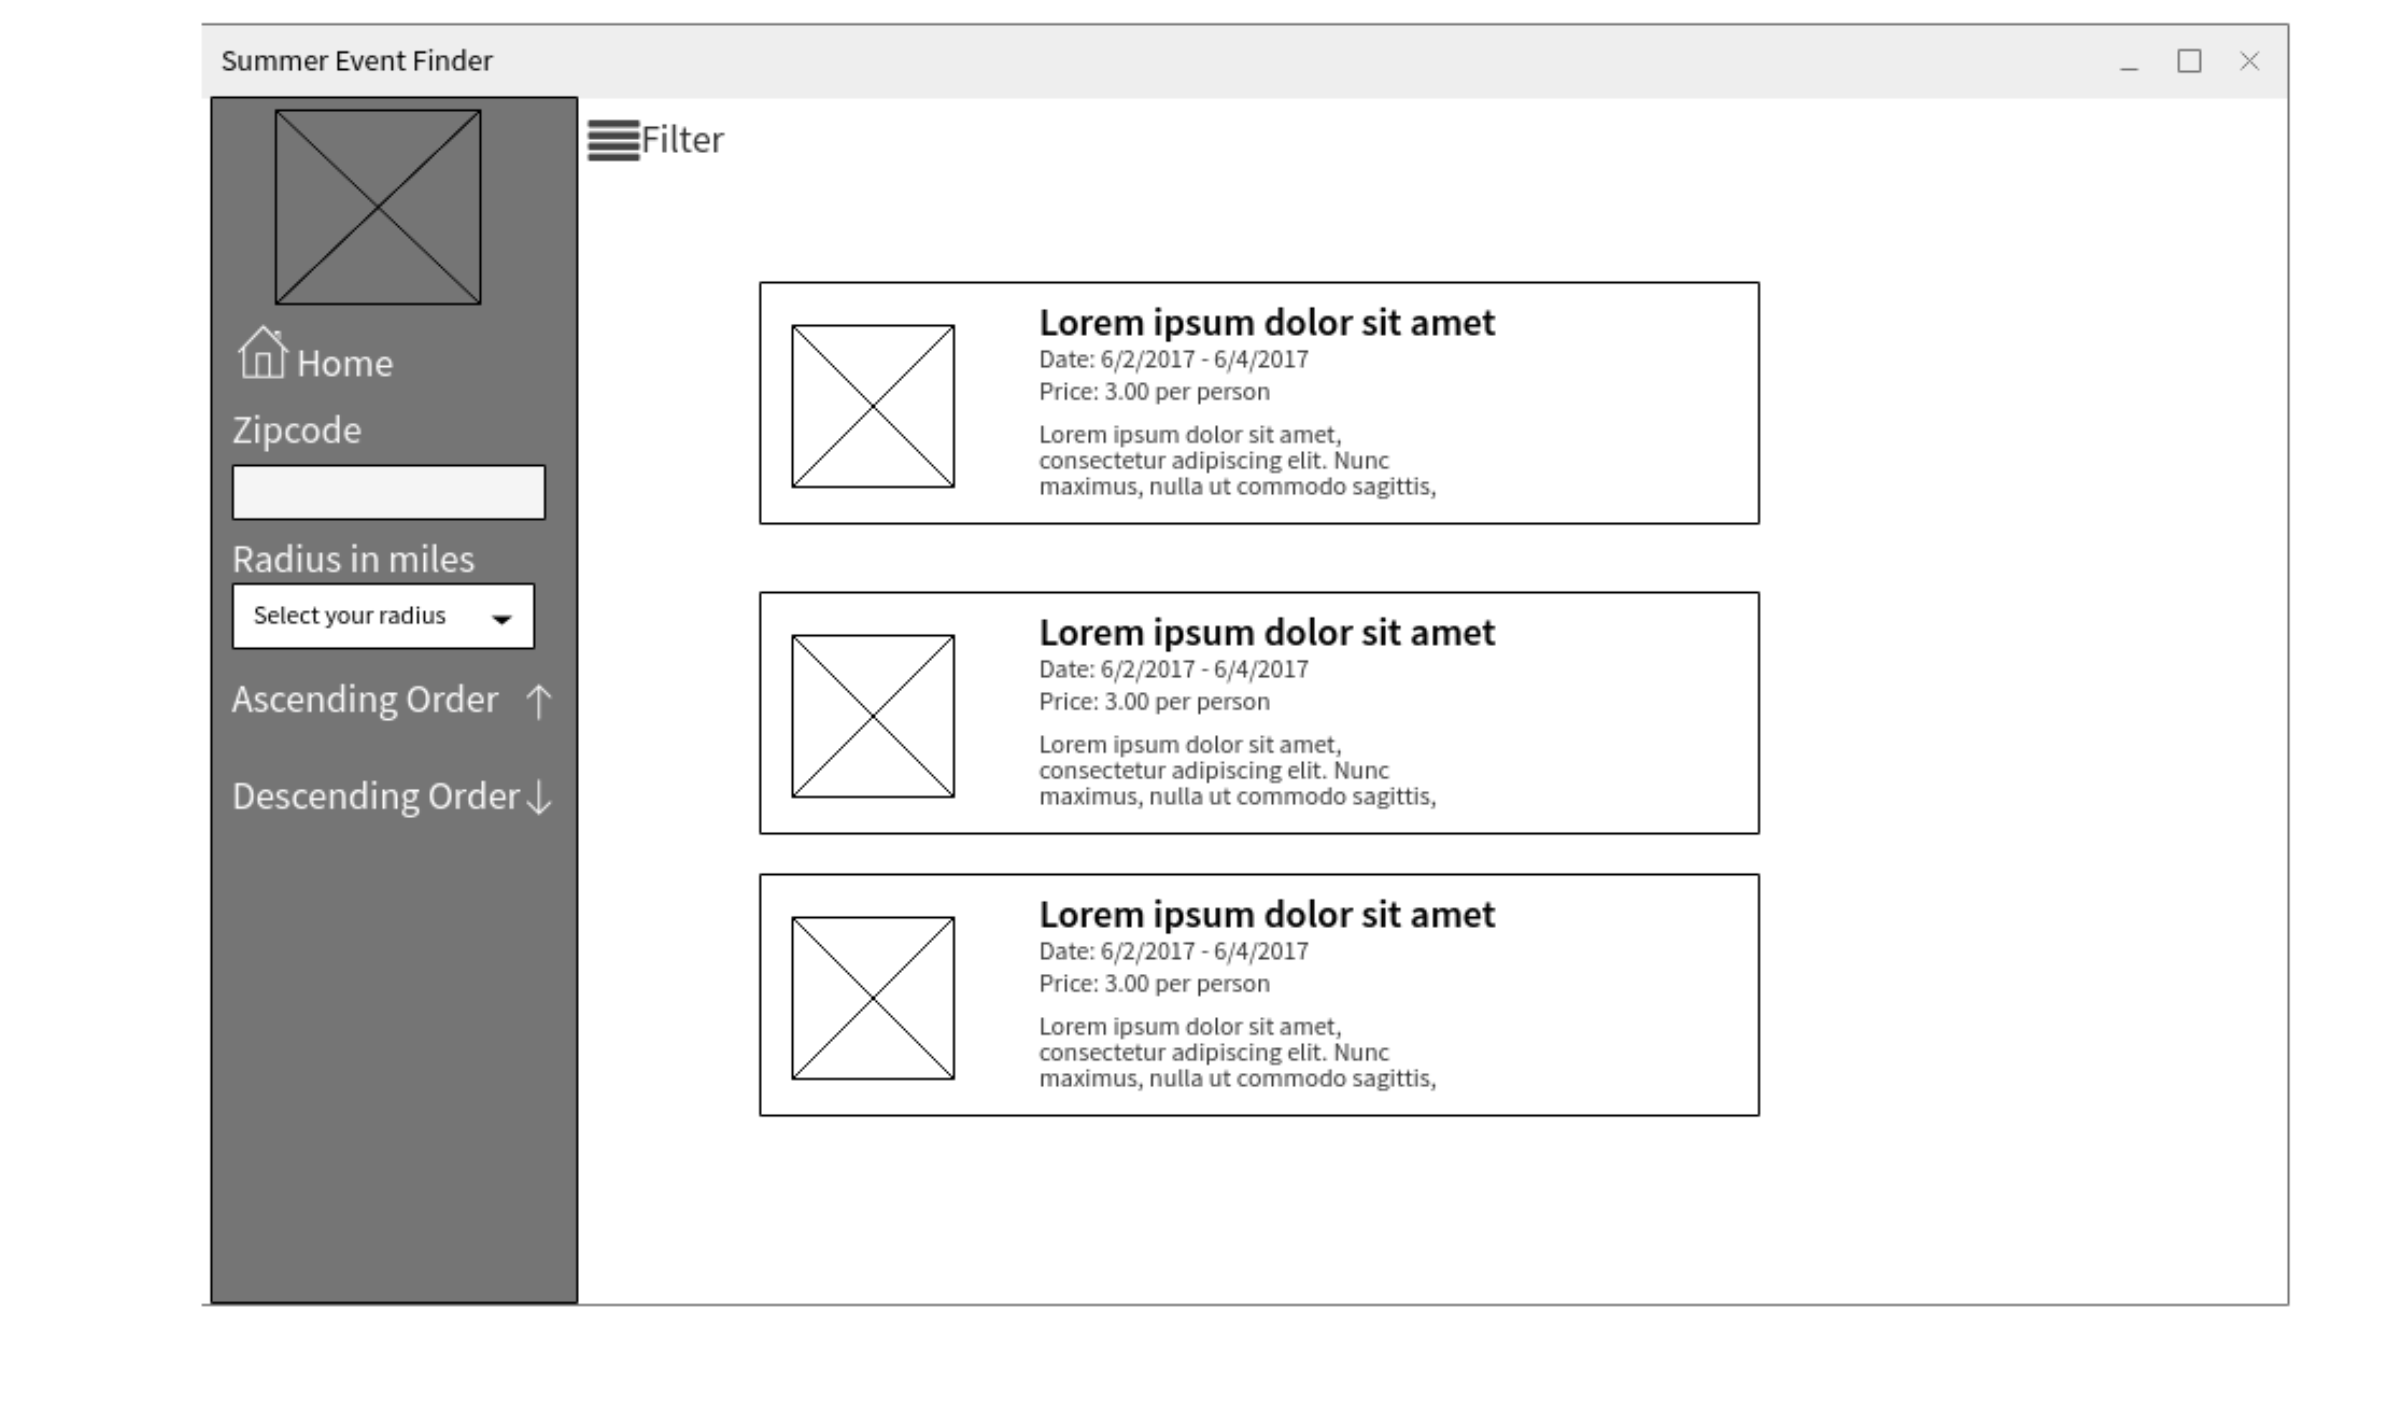 Summer Event Finder
Filter
Home
Zipcode
Radius in miles
Select your radius
Ascending Order
Descending Order
Lorem ipsum dolor sit amet
Date: 6/2/2017 - 6/4/2017
Price: 3.00 per person
Lorem ipsum dolor sit amet,
consectetur adipiscing elit. Nunc
maximus, nulla ut commodo sagittis,
Lorem ipsum dolor sit amet
Date: 6/2/2017 - 6/4/2017
Price: 3.00 per person
Lorem ipsum dolor sit amet,
consectetur adipiscing elit. Nunc
maximus, nulla ut commodo sagittis,
Lorem ipsum dolor sit amet
Date: 6/2/2017 - 6/4/2017
Price: 3.00 per person
Lorem ipsum dolor sit amet,
consectetur adipiscing elit. Nunc
maximus, nulla ut commodo sagittis,